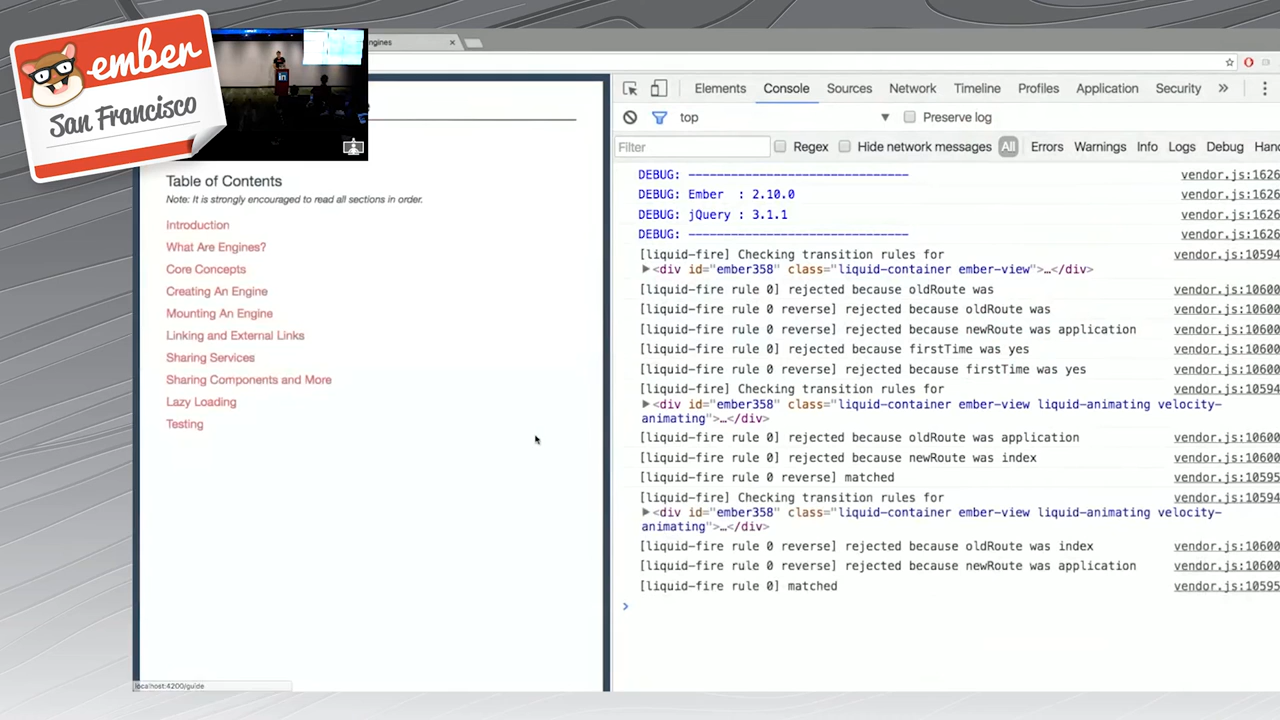 ember
San Francisco
in
ngines
Elements Console Sources Network Timeline Profiles Application Security
top Preserve log
Filter Regex Hide network messages All Errors Warnings Info Logs Debug Hand
Table of Contents
Note: It is strongly encouraged to read all sections in order.
Introduction
What Are Engines?
Core Concepts
Creating An Engine
Mounting An Engine
Linking and External Links
Sharing Services
Sharing Components and More
Lazy Loading
Testing
localhost:4200/guide
DEBUG: ------------------------------- vendor.js:1626
DEBUG: Ember : 2.10.0 vendor.js:1626
DEBUG: jQuery : 3.1.1 vendor.js:1626
DEBUG: ------------------------------- vendor.js:1626
[liquid-fire] Checking transition rules for vendor.js:10594
▶<div id="ember358" class="liquid-container ember-view">…</div>
[liquid-fire rule 0] rejected because oldRoute was vendor.js:10600
[liquid-fire rule 0 reverse] rejected because oldRoute was vendor.js:10600
[liquid-fire rule 0 reverse] rejected because newRoute was application vendor.js:10600
[liquid-fire rule 0] rejected because firstTime was yes vendor.js:10600
[liquid-fire rule 0 reverse] rejected because firstTime was yes vendor.js:10600
[liquid-fire] Checking transition rules for vendor.js:10594
▶<div id="ember358" class="liquid-container ember-view liquid-animating velocity-
animating">…</div>
[liquid-fire rule 0] rejected because oldRoute was application vendor.js:10600
[liquid-fire rule 0] rejected because newRoute was index vendor.js:10600
[liquid-fire rule 0 reverse] matched vendor.js:10595
[liquid-fire] Checking transition rules for vendor.js:10594
▶<div id="ember358" class="liquid-container ember-view liquid-animating velocity-
animating">…</div>
[liquid-fire rule 0 reverse] rejected because oldRoute was index vendor.js:10600
[liquid-fire rule 0 reverse] rejected because newRoute was application vendor.js:10600
[liquid-fire rule 0] matched vendor.js:10595